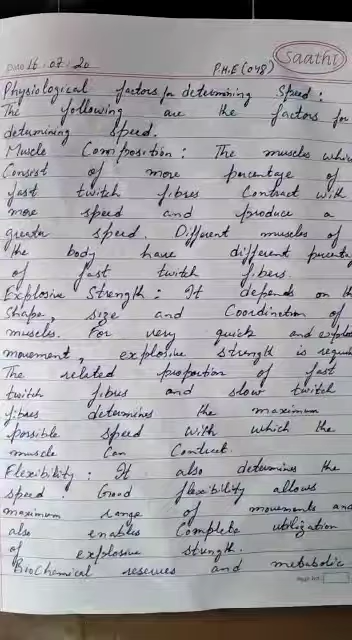 Saathi
Date 16.07.20 P.H.E (048)
Physiological factors for determining Speed:
The following are the factors for
determining speed.
Muscle Composition: The muscles which
Consist of more percentage of
fast twitch fibres Contract with
more speed and produce a
greater speed. Different muscles of
the body have different
of fast twitch fibers.
Explosive Strength: It depends on
Shape, size and Coordination of
muscles. For very quick and
movement, explosive strength is
The related proportion of fast
twitch fibres and slow twitch
fibres determines the maximum
possible speed with which the
muscle Can Contract.
Flexibility: It also determines the
speed. Good flexibility allows
maximum range of movements and
also enables Complete utilization
of explosive strength.
BioChemical reserves and metabolic
Page No.